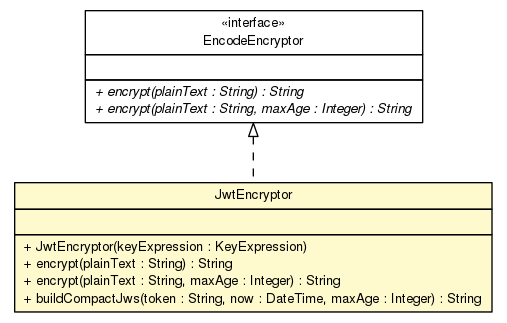 «interface»
EncodeEncryptor
+ encrypt(plainText : String) : String
+ encrypt(plainText : String, maxAge : Integer) : String
JwtEncryptor
+ JwtEncryptor(keyExpression : KeyExpression)
+ encrypt(plainText : String) : String
+ encrypt(plainText : String, maxAge : Integer) : String
+ buildCompactJws(token : String, now : DateTime, maxAge : Integer) : String